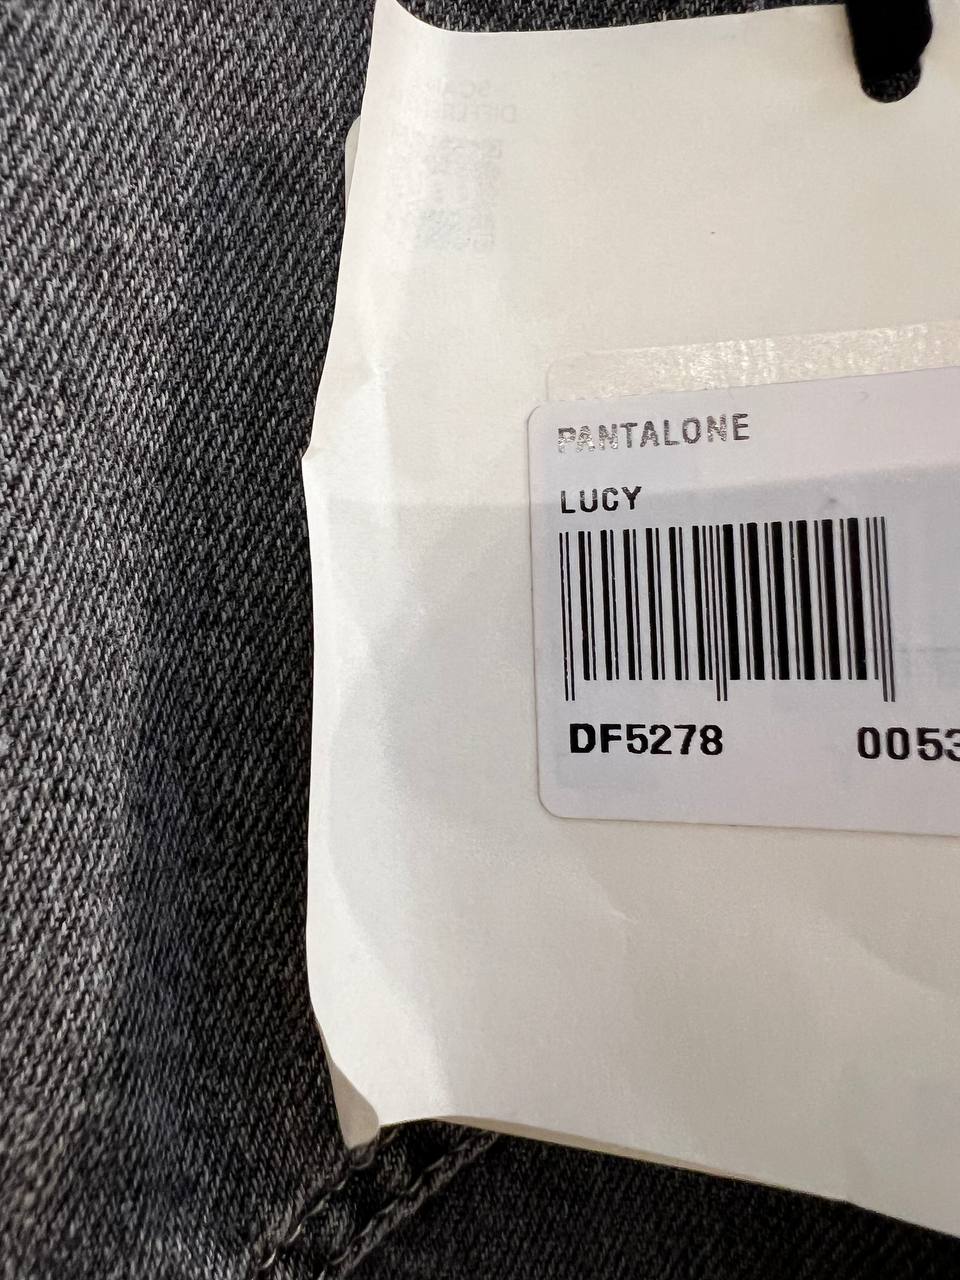 PANTALONE
LUCY
DF5278 0053